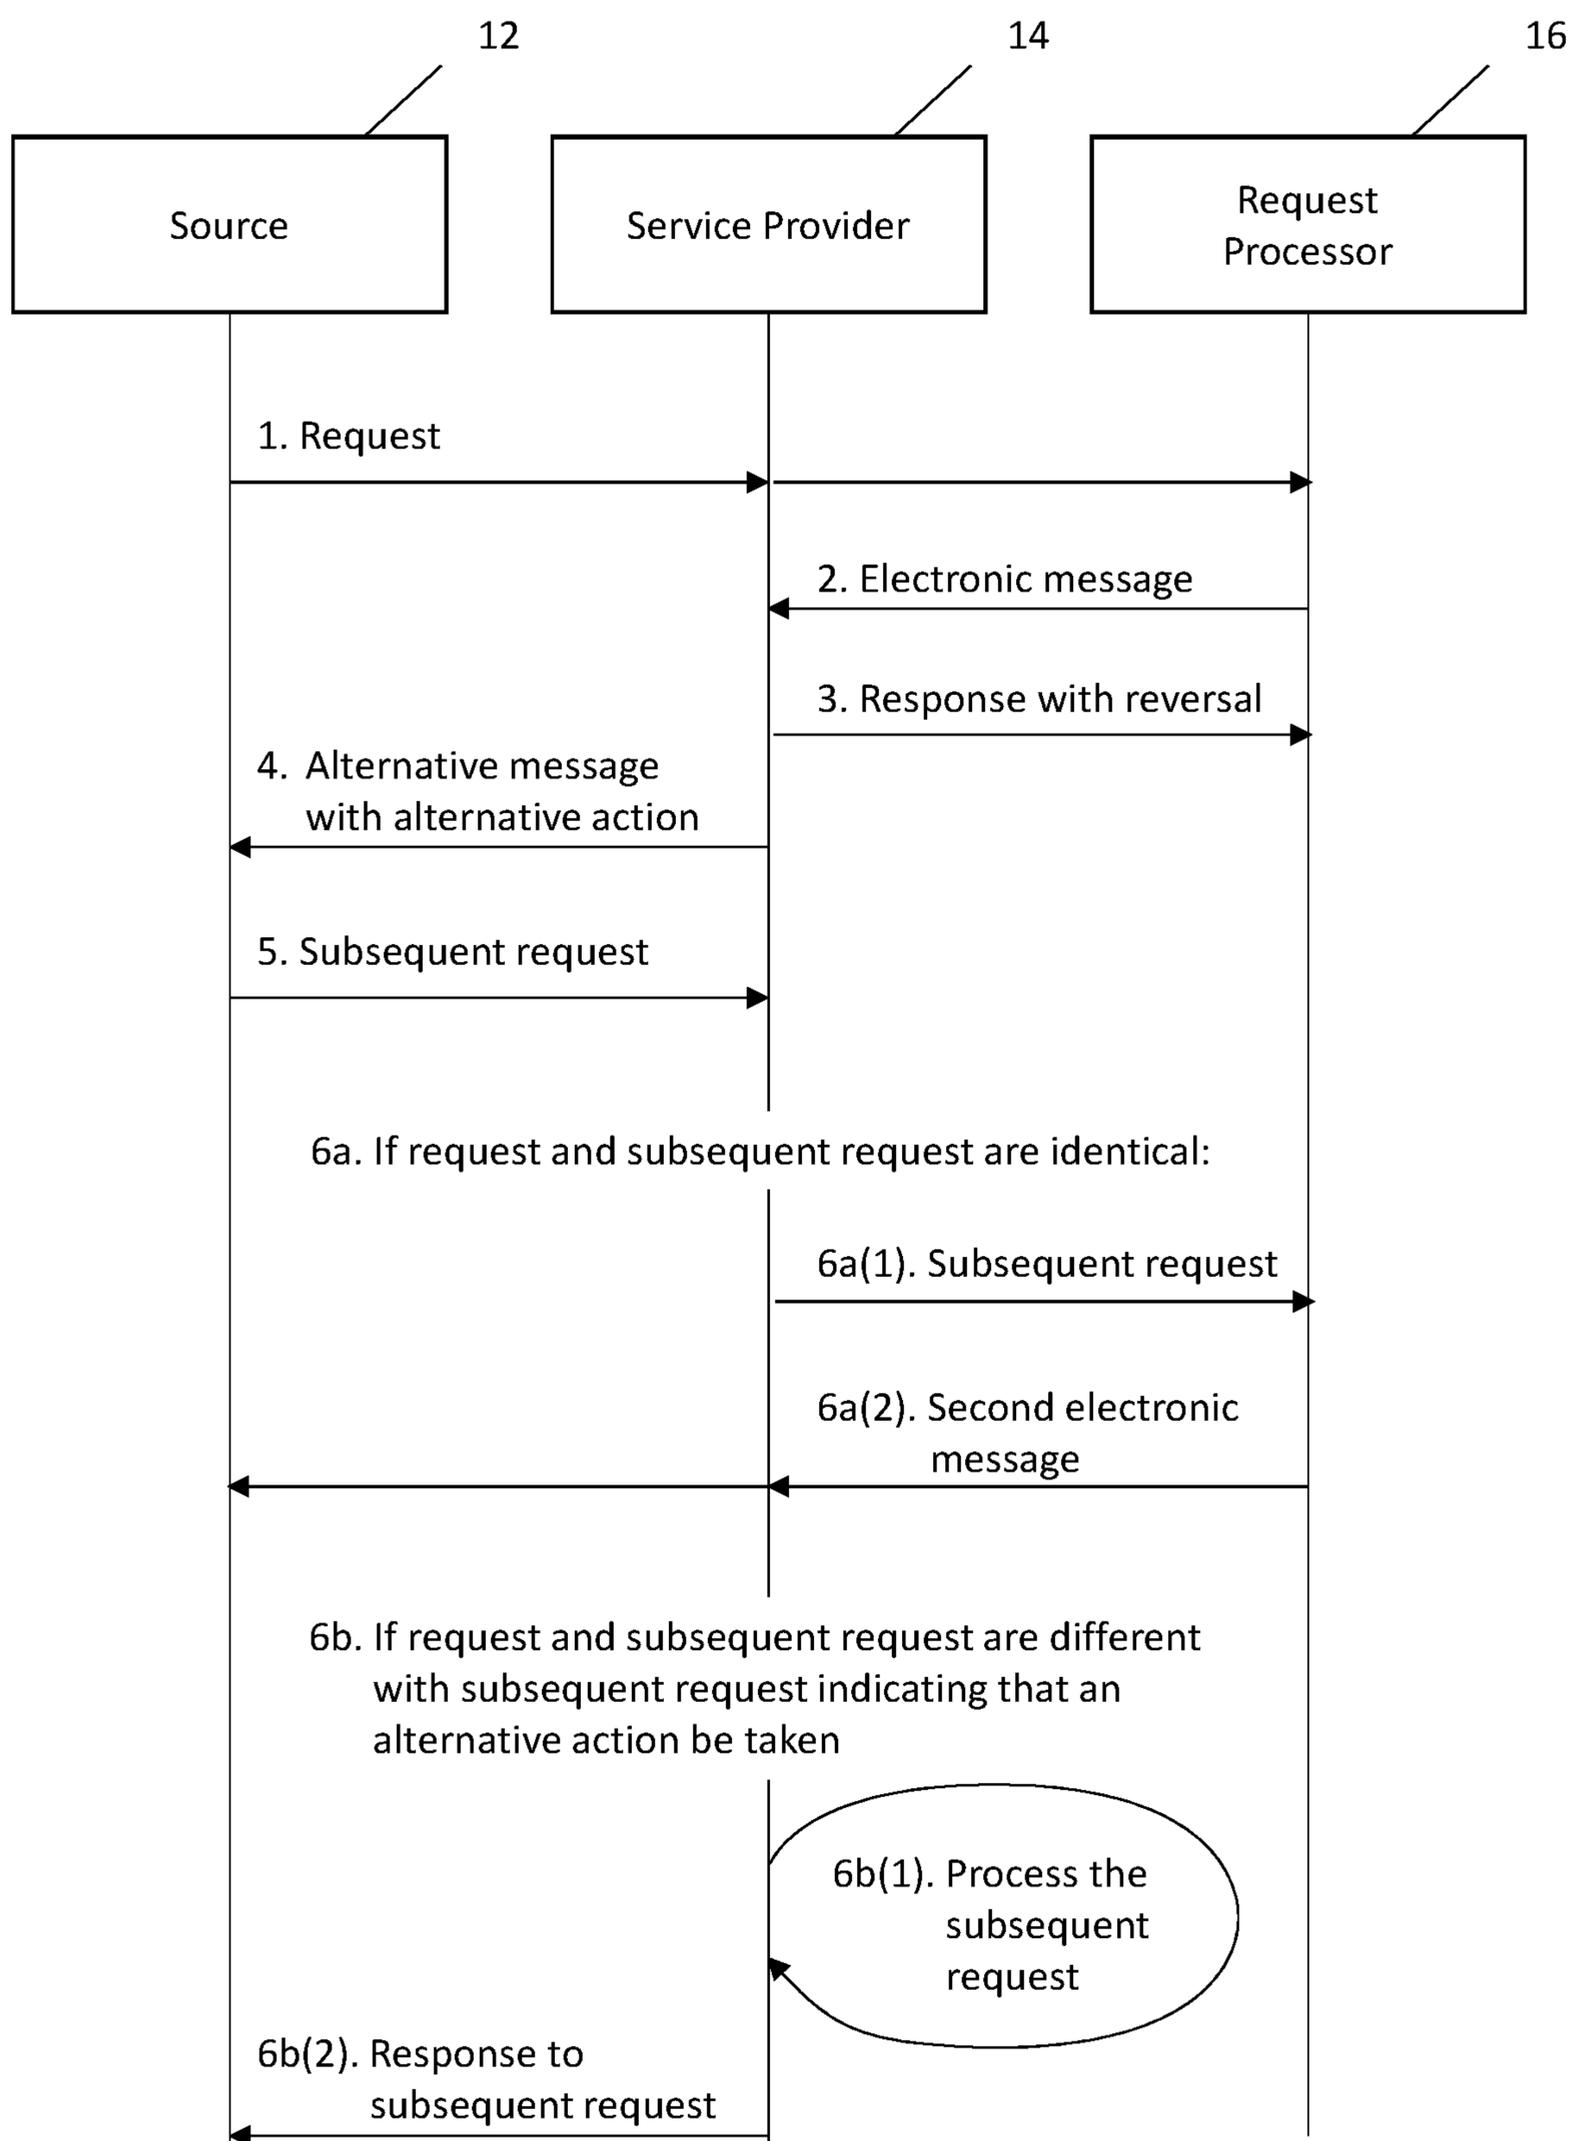 12
14
16
Source
Service Provider
Request
Processor
1. Request
2. Electronic message
3. Response with reversal
4. Alternative message
with alternative action
5. Subsequent request
6a. If request and subsequent request are identical:
6a(1). Subsequent request
6a(2). Second electronic
message
6b. If request and subsequent request are different
with subsequent request indicating that an
alternative action be taken
6b(1). Process the
subsequent
request
6b(2). Response to
subsequent request